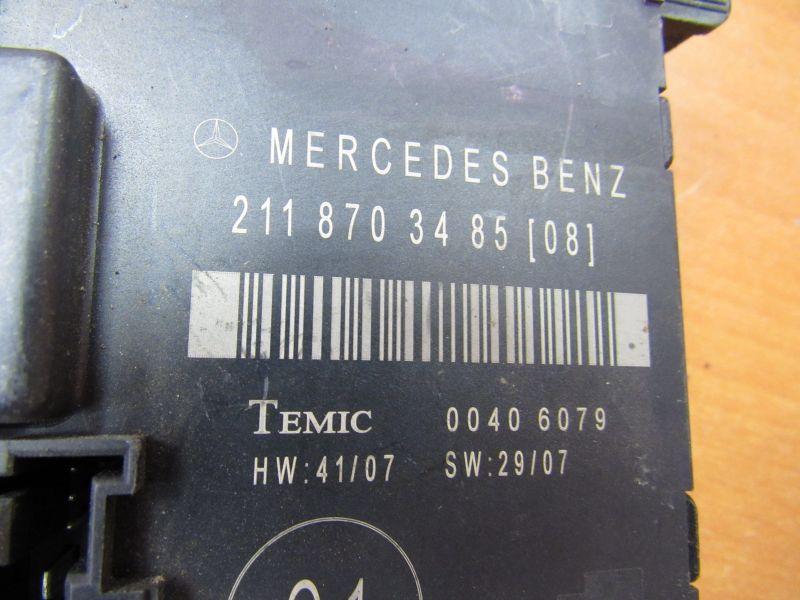 MERCEDES BENZ
211 870 34 85 [08]
TEMIC 0040 6079
HW:41/07 SW:29/07